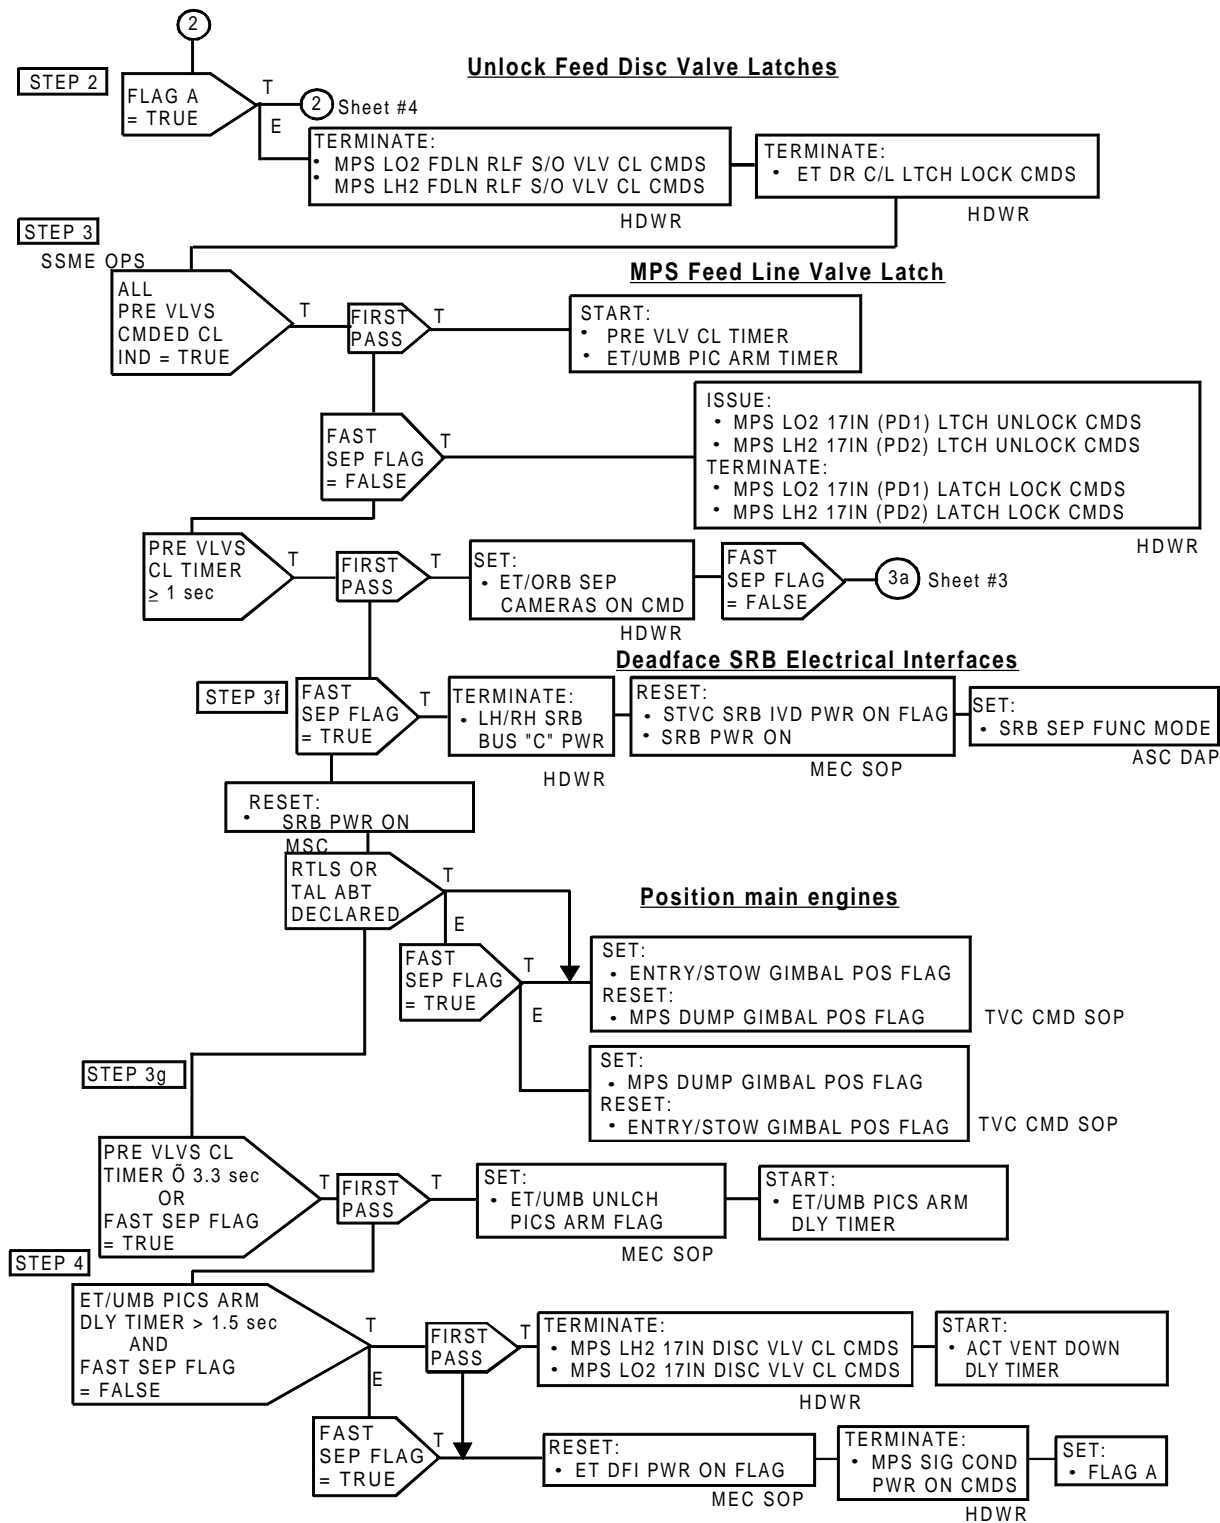 2
STEP 2
Unlock Feed Disc Valve Latches
FLAG A
= TRUE
T
2
Sheet #4
E
TERMINATE:
• MPS LO2 FDLN RLF S/O VLV CL CMDS
• MPS LH2 FDLN RLF S/O VLV CL CMDS
HDWR
TERMINATE:
• ET DR C/L LTCH LOCK CMDS
HDWR
STEP 3
SSME OPS
MPS Feed Line Valve Latch
ALL
PRE VLVS
CMDED CL
IND = TRUE
T
FIRST
PASS
T
START:
• PRE VLV CL TIMER
• ET/UMB PIC ARM TIMER
FAST
SEP FLAG
= FALSE
T
ISSUE:
• MPS LO2 17IN (PD1) LTCH UNLOCK CMDS
• MPS LH2 17IN (PD2) LTCH UNLOCK CMDS
TERMINATE:
• MPS LO2 17IN (PD1) LATCH LOCK CMDS
• MPS LH2 17IN (PD2) LATCH LOCK CMDS
HDWR
PRE VLVS
CL TIMER
≥ 1 sec
T
FIRST
PASS
T
SET:
• ET/ORB SEP
CAMERAS ON CMD
HDWR
FAST
SEP FLAG
= FALSE
3a
Sheet #3
Deadface SRB Electrical Interfaces
STEP 3f
FAST
SEP FLAG
= TRUE
T
TERMINATE:
• LH/RH SRB
BUS "C" PWR
HDWR
RESET:
• STVC SRB IVD PWR ON FLAG
• SRB PWR ON
MEC SOP
SET:
• SRB SEP FUNC MODE
ASC DAP
RESET:
• SRB PWR ON
MSC
RTLS OR
TAL ABT
DECLARED
T
E
Position main engines
FAST
SEP FLAG
= TRUE
T
E
SET:
• ENTRY/STOW GIMBAL POS FLAG
RESET:
• MPS DUMP GIMBAL POS FLAG
TVC CMD SOP
SET:
• MPS DUMP GIMBAL POS FLAG
RESET:
• ENTRY/STOW GIMBAL POS FLAG
TVC CMD SOP
STEP 3g
PRE VLVS CL
TIMER Õ 3.3 sec
OR
FAST SEP FLAG
= TRUE
T
FIRST
PASS
T
SET:
• ET/UMB UNLCH
PICS ARM FLAG
MEC SOP
START:
• ET/UMB PICS ARM
DLY TIMER
STEP 4
ET/UMB PICS ARM
DLY TIMER > 1.5 sec
AND
FAST SEP FLAG
= FALSE
T
E
FIRST
PASS
T
TERMINATE:
• MPS LH2 17IN DISC VLV CL CMDS
• MPS LO2 17IN DISC VLV CL CMDS
HDWR
START:
• ACT VENT DOWN
DLY TIMER
FAST
SEP FLAG
= TRUE
T
RESET:
• ET DFI PWR ON FLAG
MEC SOP
TERMINATE:
• MPS SIG COND
PWR ON CMDS
HDWR
SET:
• FLAG A